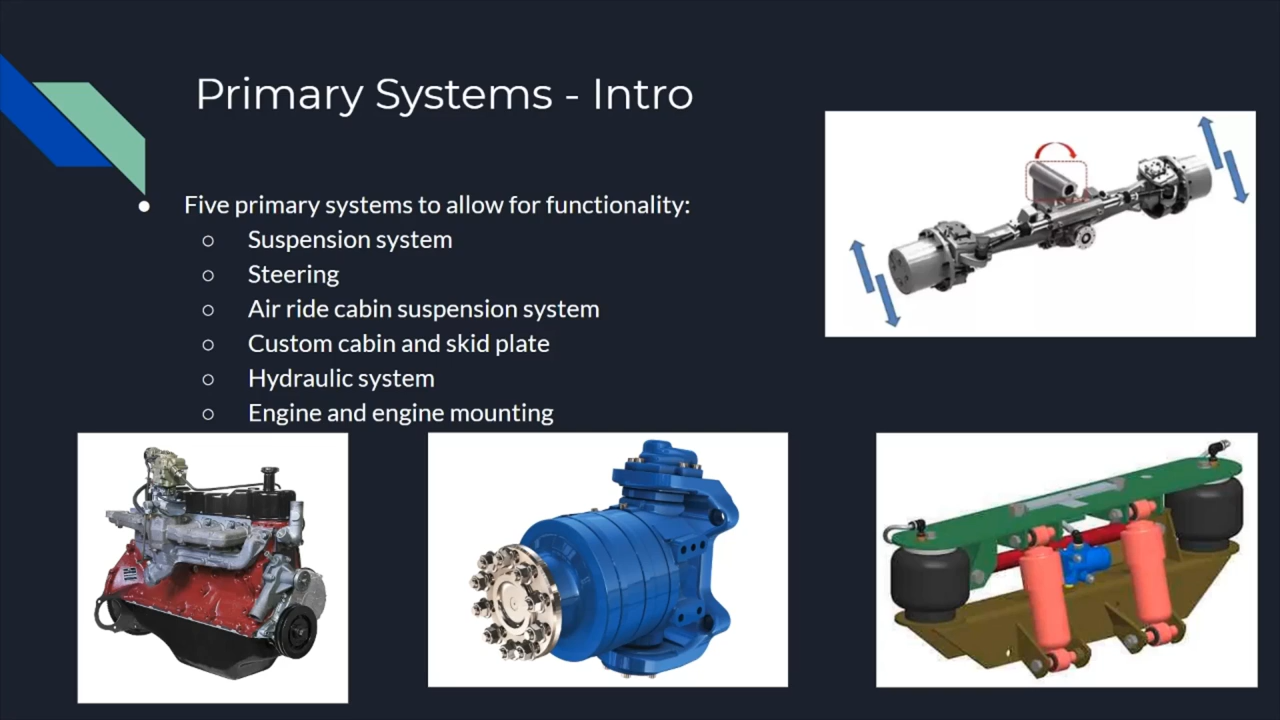 Primary Systems - Intro
● Five primary systems to allow for functionality:
○ Suspension system
○ Steering
○ Air ride cabin suspension system
○ Custom cabin and skid plate
○ Hydraulic system
○ Engine and engine mounting